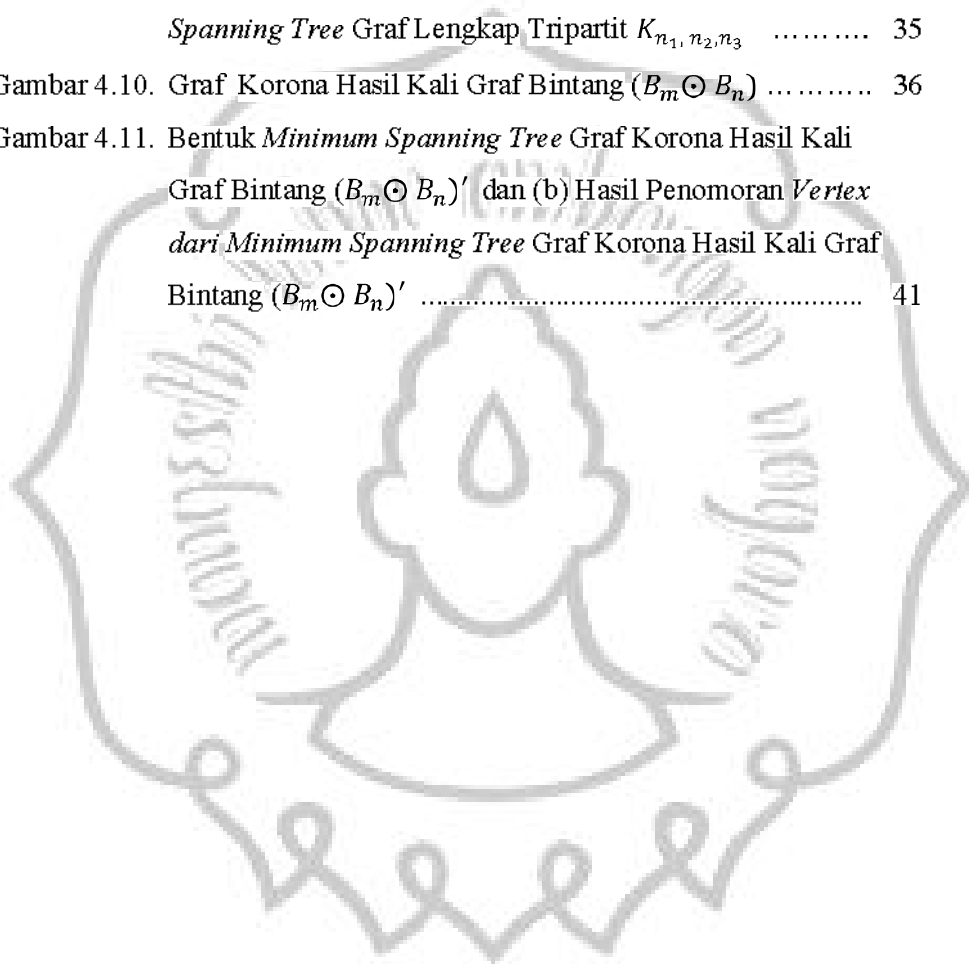 Spanning Tree Graf Lengkap Tripartit K_{n_1, n_2, n_3} ………. 35
Gambar 4.10. Graf Korona Hasil Kali Graf Bintang (B_m⊙ B_n) ……….. 36
Gambar 4.11. Bentuk Minimum Spanning Tree Graf Korona Hasil Kali
Graf Bintang (B_m⊙ B_n)′ dan (b) Hasil Penomoran Vertex
dari Minimum Spanning Tree Graf Korona Hasil Kali Graf
Bintang (B_m⊙ B_n)′ ……………………………………………….. 41